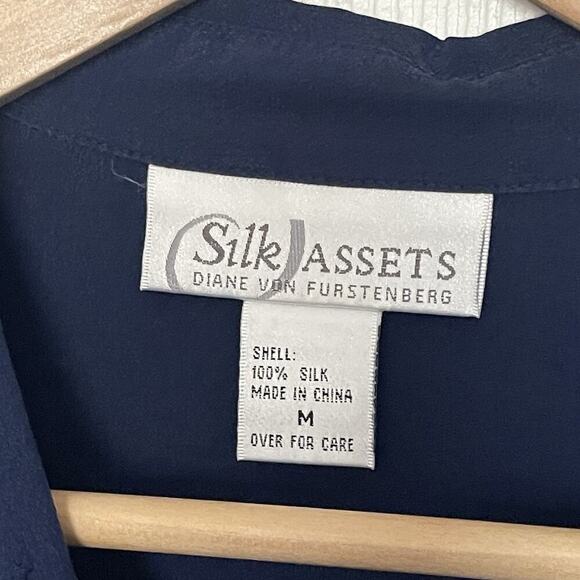 Silk ASSETS
DIANE VON FURSTENBERG
SHELL:
100% SILK
MADE IN CHINA
M
OVER FOR CARE